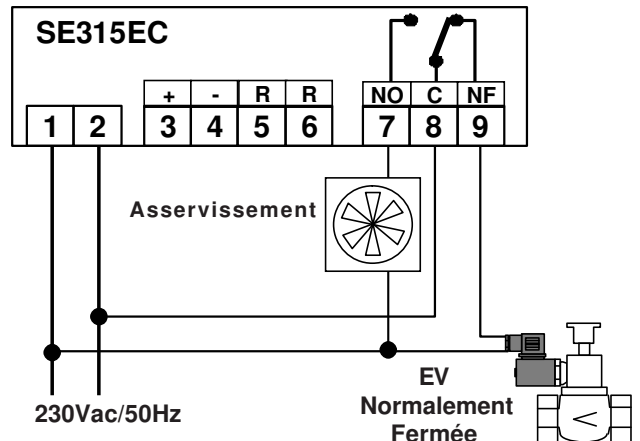 SE315EC
+ - R R NO C NF
1 2 3 4 5 6 7 8 9
Asservissement
230Vac/50Hz
EV
Normalement
Fermée